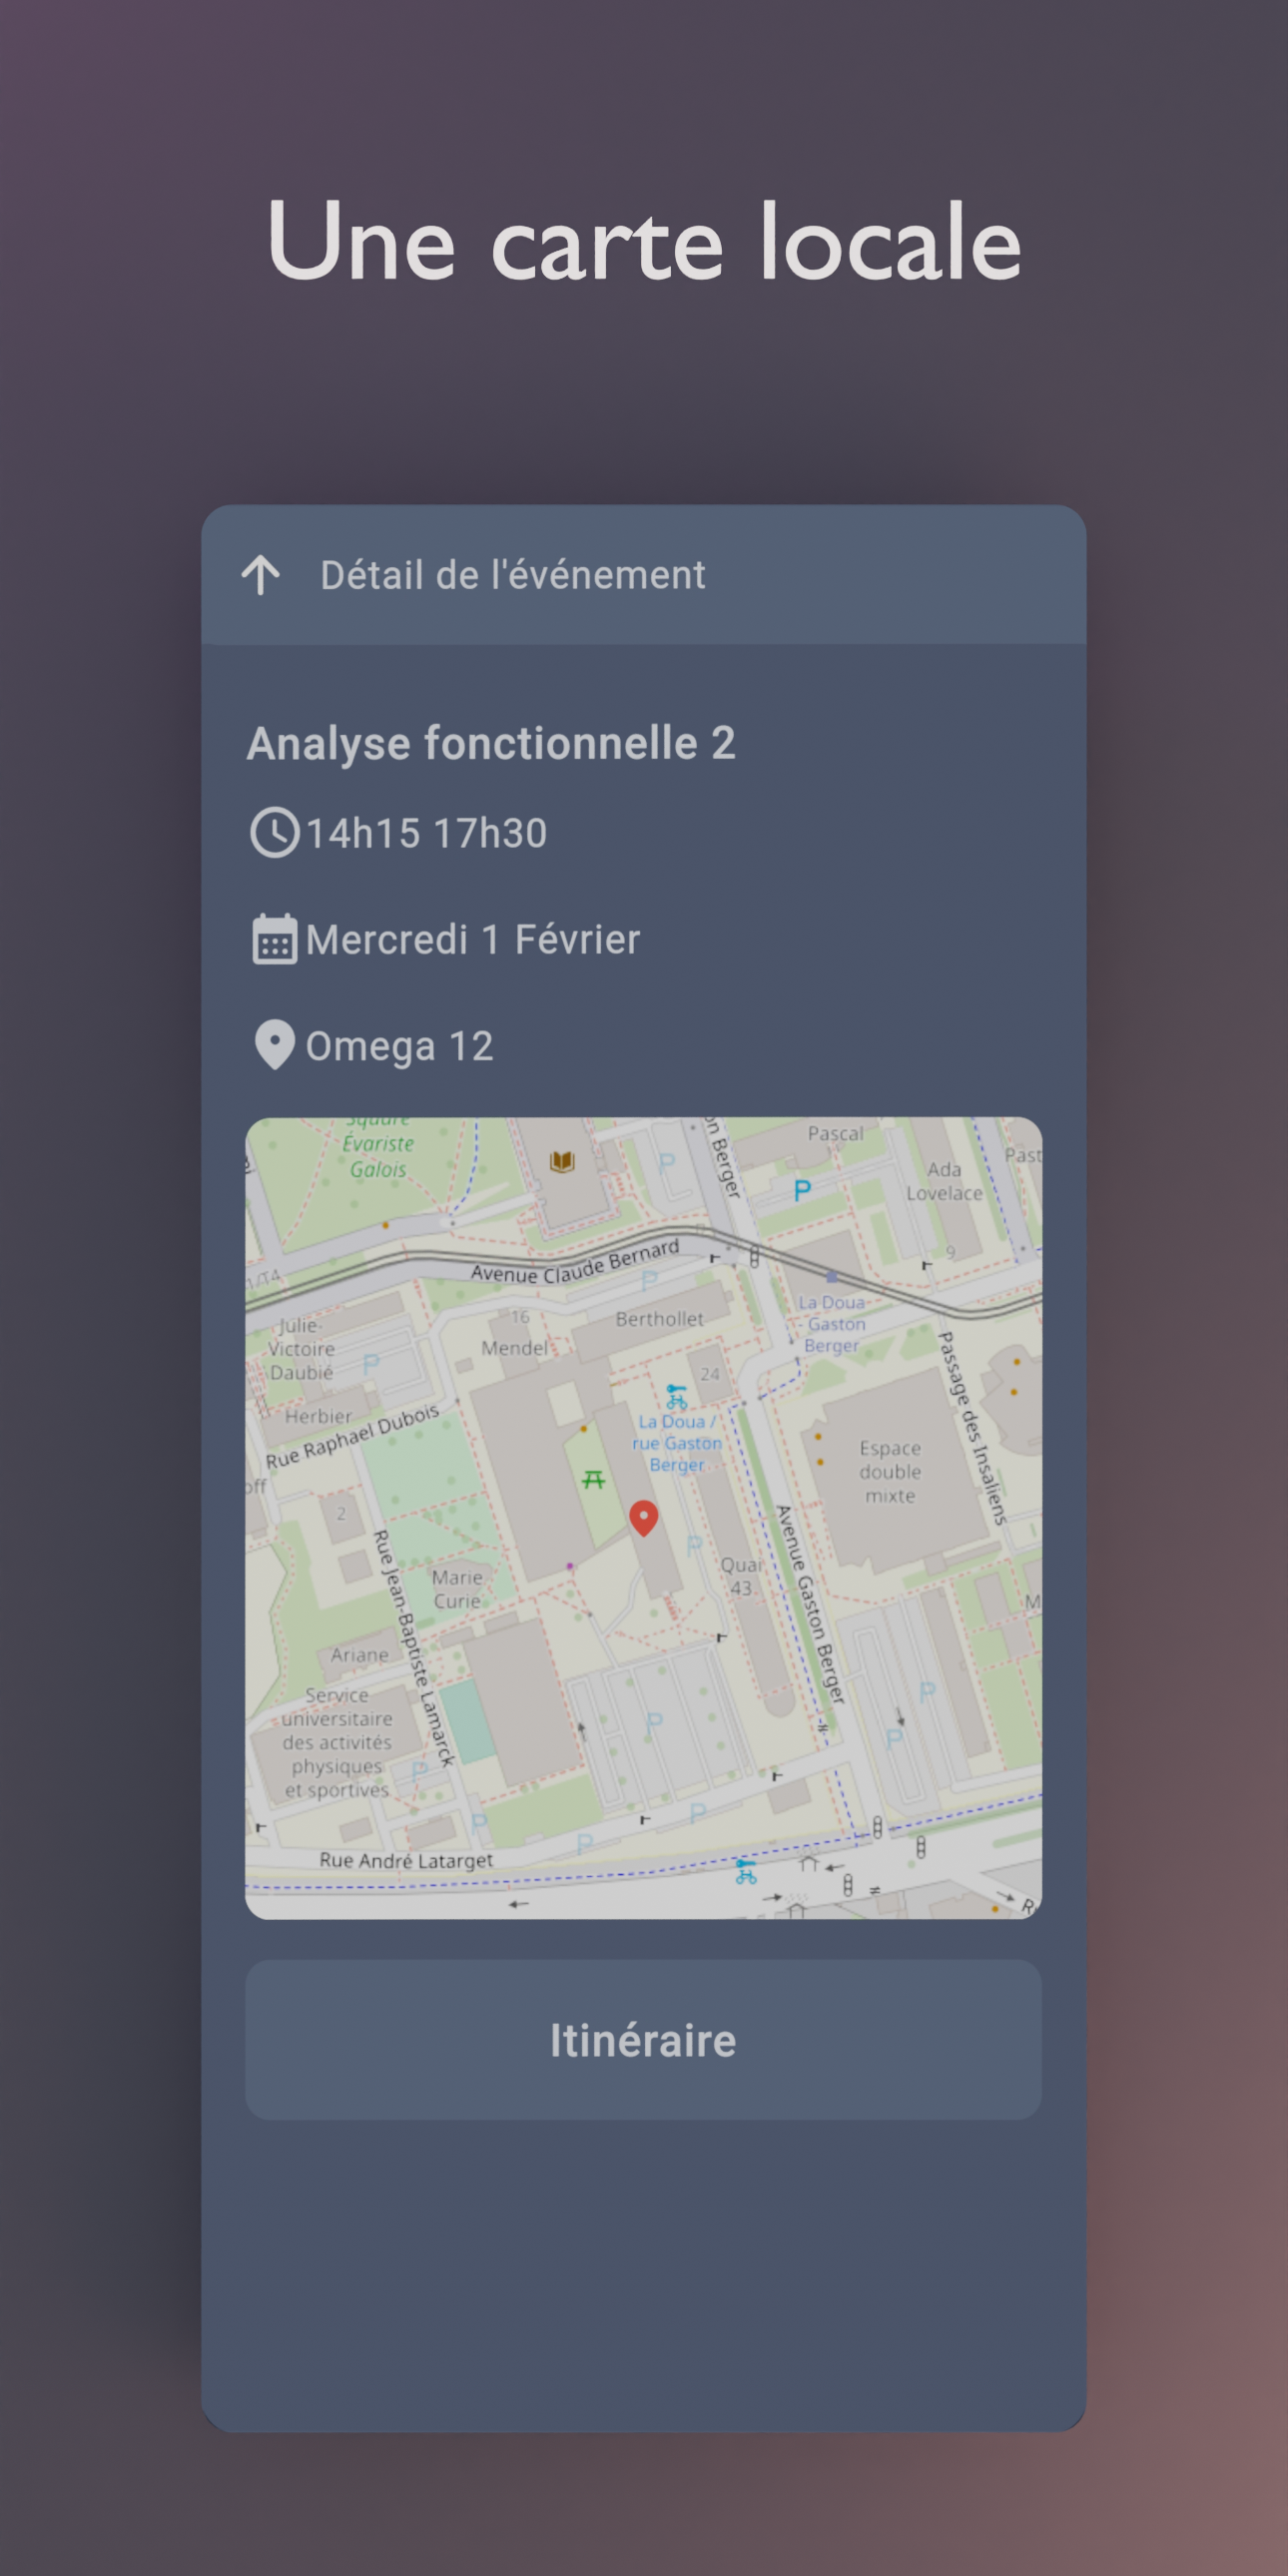 Une carte locale
Détail de l'événement
Analyse fonctionnelle 2
14h15 17h30
Mercredi 1 Février
Omega 12
Square
Évariste
Galois
on Berger
P
Pascal
P
Ada
Lovelace
Past
9
Avenue Claude Bernard
/T4
P
La Doua
- Gaston
Berger
Julie-
Victoire
Daubié
P
16
Mendel
Berthollet
24
Passage des Insaliens
Herbier
Rue Raphael Dubois
La Doua /
rue Gaston
Berger
Espace
double
mixte
off
2
Rue Jean-Baptiste Lamarck
P
Quai
43
Avenue Gaston Berger
Marie
Curie
M
Ariane
Service
universitaire
des activités
physiques
et sportives
P
P
P
P
P
P
P
Rue André Latarget
R
Itinéraire